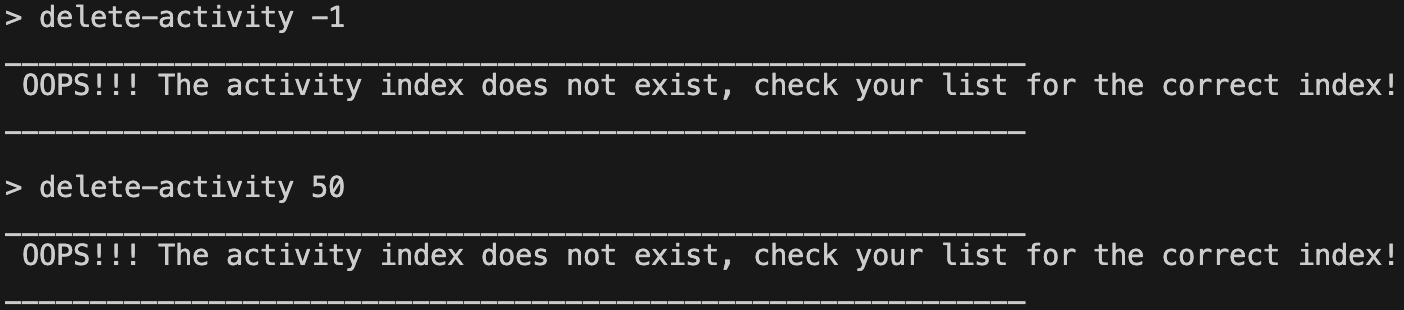 > delete-activity -1
____________________________________________________________
 OOPS!!! The activity index does not exist, check your list for the correct index!
____________________________________________________________
> delete-activity 50
____________________________________________________________
 OOPS!!! The activity index does not exist, check your list for the correct index!
____________________________________________________________